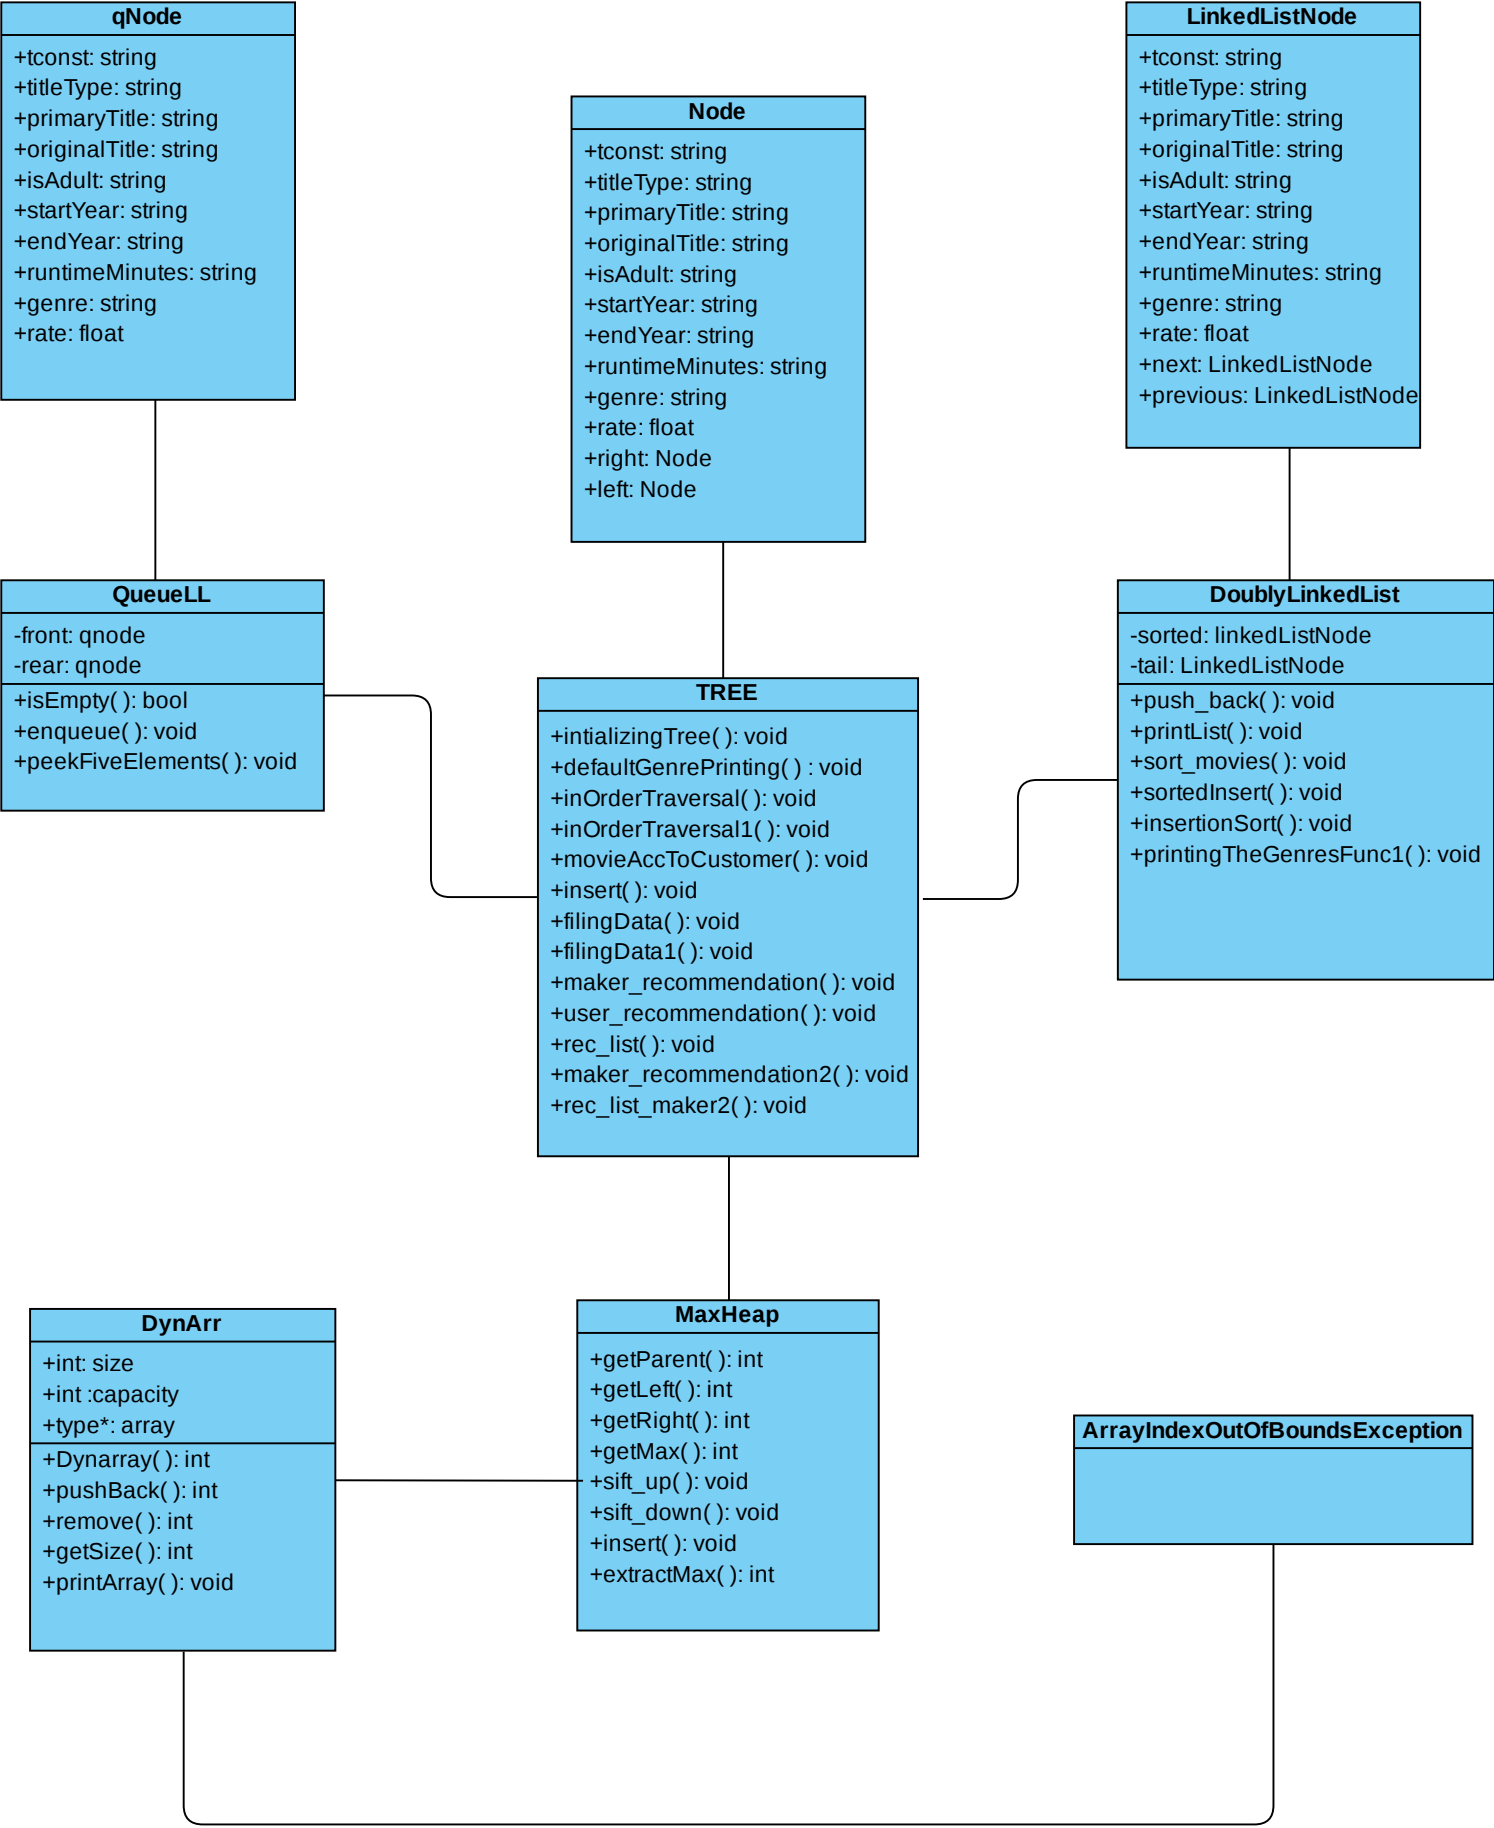 qNode
+tconst: string
+titleType: string
+primaryTitle: string
+originalTitle: string
+isAdult: string
+startYear: string
+endYear: string
+runtimeMinutes: string
+genre: string
+rate: float
Node
+tconst: string
+titleType: string
+primaryTitle: string
+originalTitle: string
+isAdult: string
+startYear: string
+endYear: string
+runtimeMinutes: string
+genre: string
+rate: float
+right: Node
+left: Node
LinkedListNode
+tconst: string
+titleType: string
+primaryTitle: string
+originalTitle: string
+isAdult: string
+startYear: string
+endYear: string
+runtimeMinutes: string
+genre: string
+rate: float
+next: LinkedListNode
+previous: LinkedListNode
QueueLL
-front: qnode
-rear: qnode
+isEmpty( ): bool
+enqueue( ): void
+peekFiveElements( ): void
TREE
+intializingTree( ): void
+defaultGenrePrinting( ) : void
+inOrderTraversal( ): void
+inOrderTraversal1( ): void
+movieAccToCustomer( ): void
+insert( ): void
+filingData( ): void
+filingData1( ): void
+maker_recommendation( ): void
+user_recommendation( ): void
+rec_list( ): void
+maker_recommendation2( ): void
+rec_list_maker2( ): void
DoublyLinkedList
-sorted: linkedListNode
-tail: LinkedListNode
+push_back( ): void
+printList( ): void
+sort_movies( ): void
+sortedInsert( ): void
+insertionSort( ): void
+printingTheGenresFunc1( ): void
DynArr
+int: size
+int :capacity
+type*: array
+Dynarray( ): int
+pushBack( ): int
+remove( ): int
+getSize( ): int
+printArray( ): void
MaxHeap
+getParent( ): int
+getLeft( ): int
+getRight( ): int
+getMax( ): int
+sift_up( ): void
+sift_down( ): void
+insert( ): void
+extractMax( ): int
ArrayIndexOutOfBoundsException